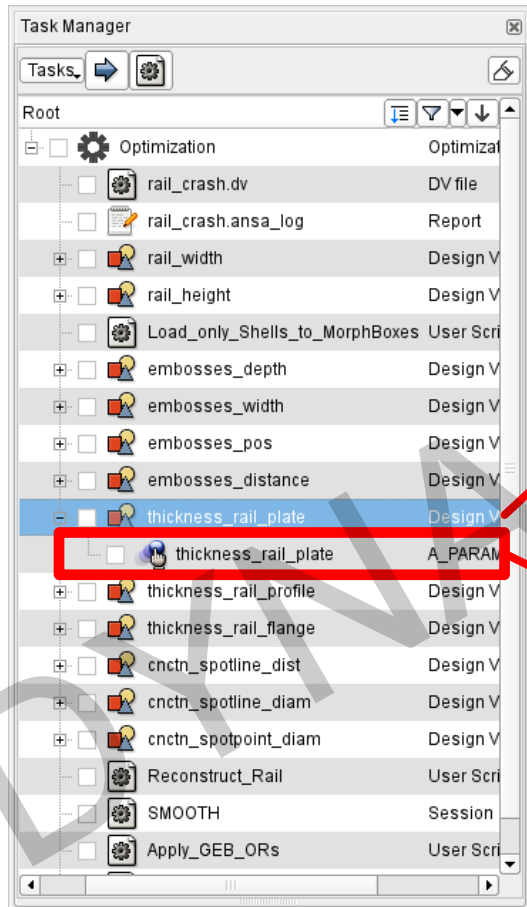 Task Manager
Tasks
Root
Optimization Optimizat
rail_crash.dv DV file
rail_crash.ansa_log Report
rail_width Design V
rail_height Design V
Load_only_Shells_to_MorphBoxes User Scri
embosses_depth Design V
embosses_width Design V
embosses_pos Design V
embosses_distance Design V
thickness_rail_plate Design V
thickness_rail_plate A_PARAM
thickness_rail_profile Design V
thickness_rail_flange Design V
cnctn_spotline_dist Design V
cnctn_spotline_diam Design V
cnctn_spotpoint_diam Design V
Reconstruct_Rail User Scri
SMOOTH Session
Apply_GEB_ORs User Scri
DYNA